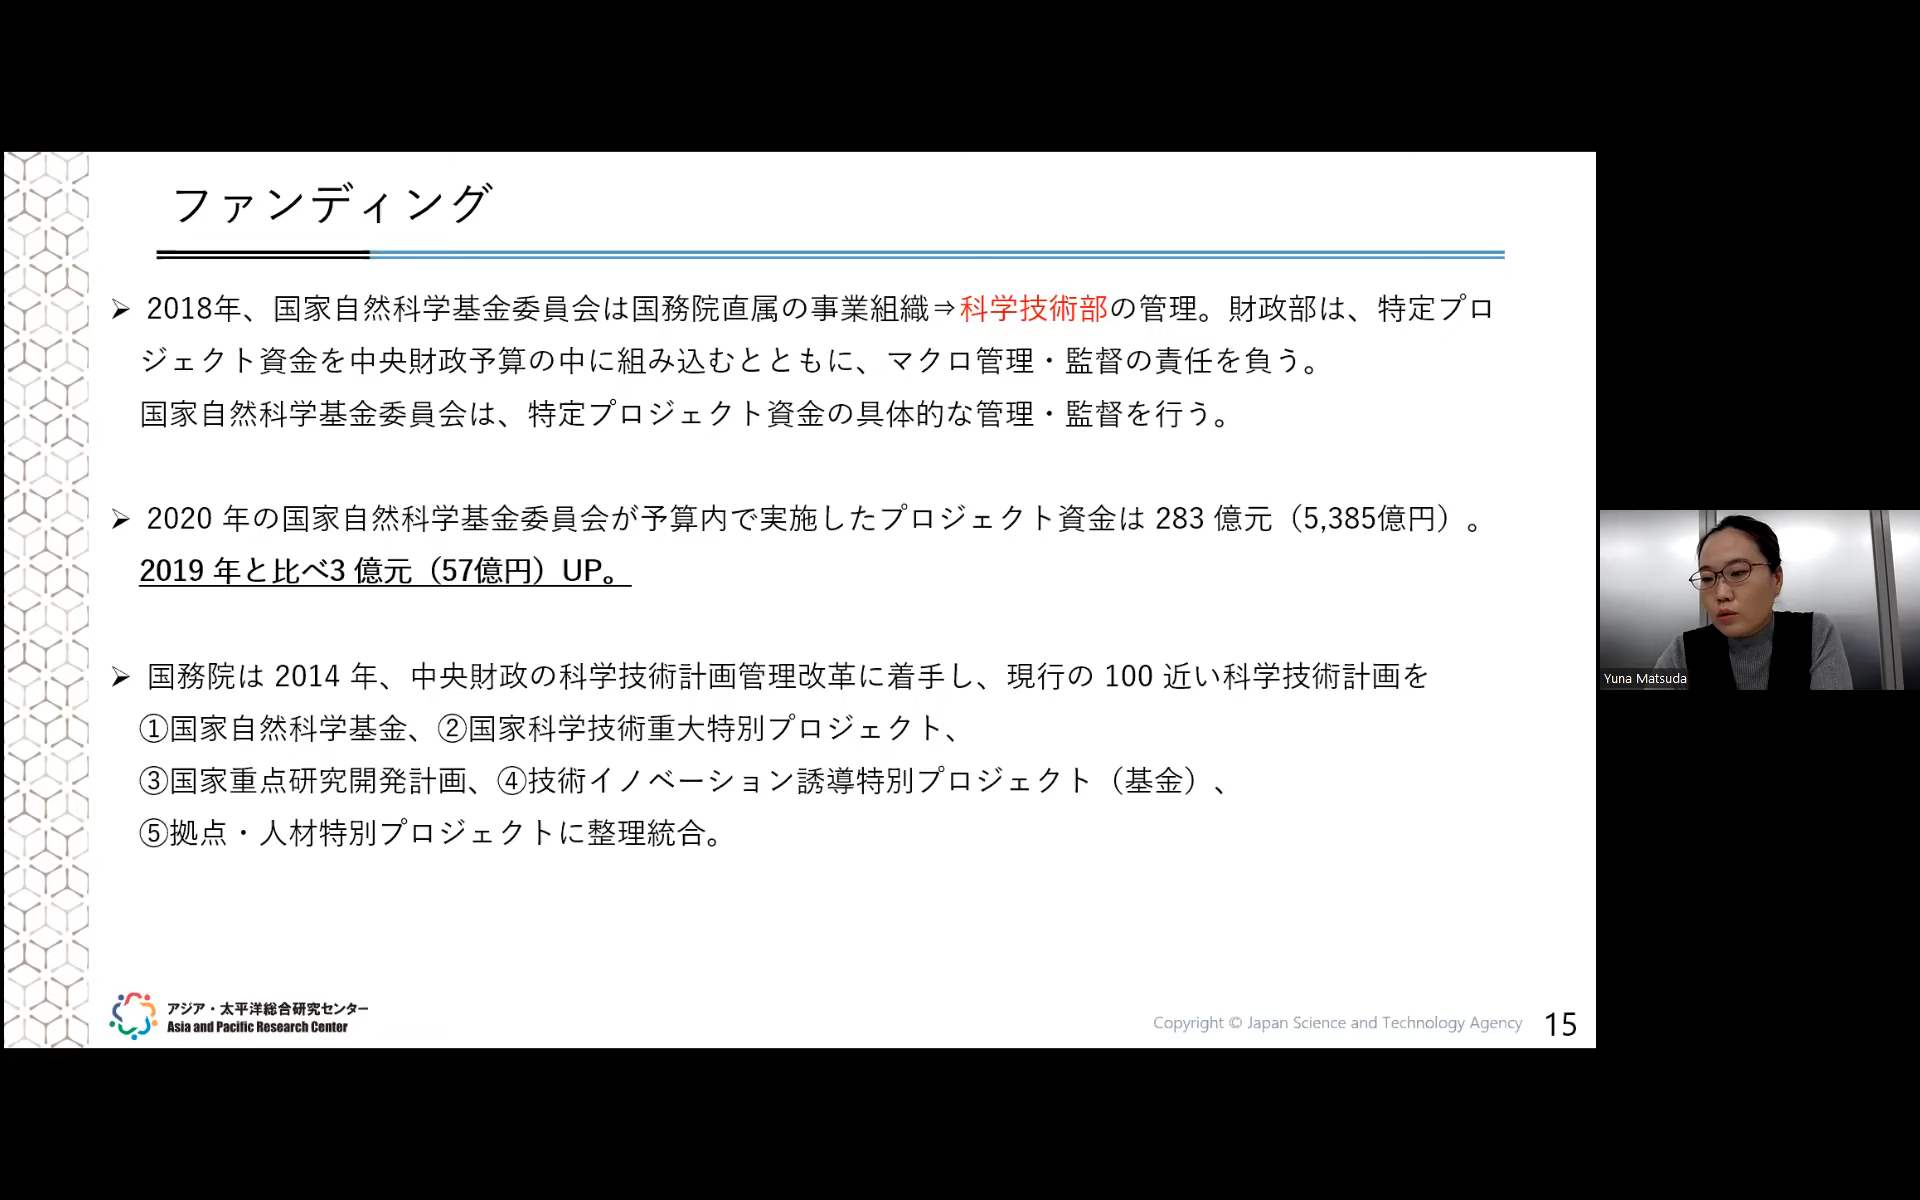 ファンディング
2018年、国家自然科学基金委員会は国務院直属の事業組織⇒科学技術部の管理。財政部は、特定プロ
ジェクト資金を中央財政予算の中に組み込むとともに、マクロ管理・監督の責任を負う。
国家自然科学基金委員会は、特定プロジェクト資金の具体的な管理・監督を行う。
2020 年の国家自然科学基金委員会が予算内で実施したプロジェクト資金は 283 億元（5,385億円）。
2019 年と比べ3 億元（57億円）UP。
国務院は 2014 年、中央財政の科学技術計画管理改革に着手し、現行の 100 近い科学技術計画を
①国家自然科学基金、②国家科学技術重大特別プロジェクト、
③国家重点研究開発計画、④技術イノベーション誘導特別プロジェクト（基金）、
⑤拠点・人材特別プロジェクトに整理統合。
アジア・太平洋総合研究センター
Asia and Pacific Research Center
Copyright © Japan Science and Technology Agency
15
Yuna Matsuda